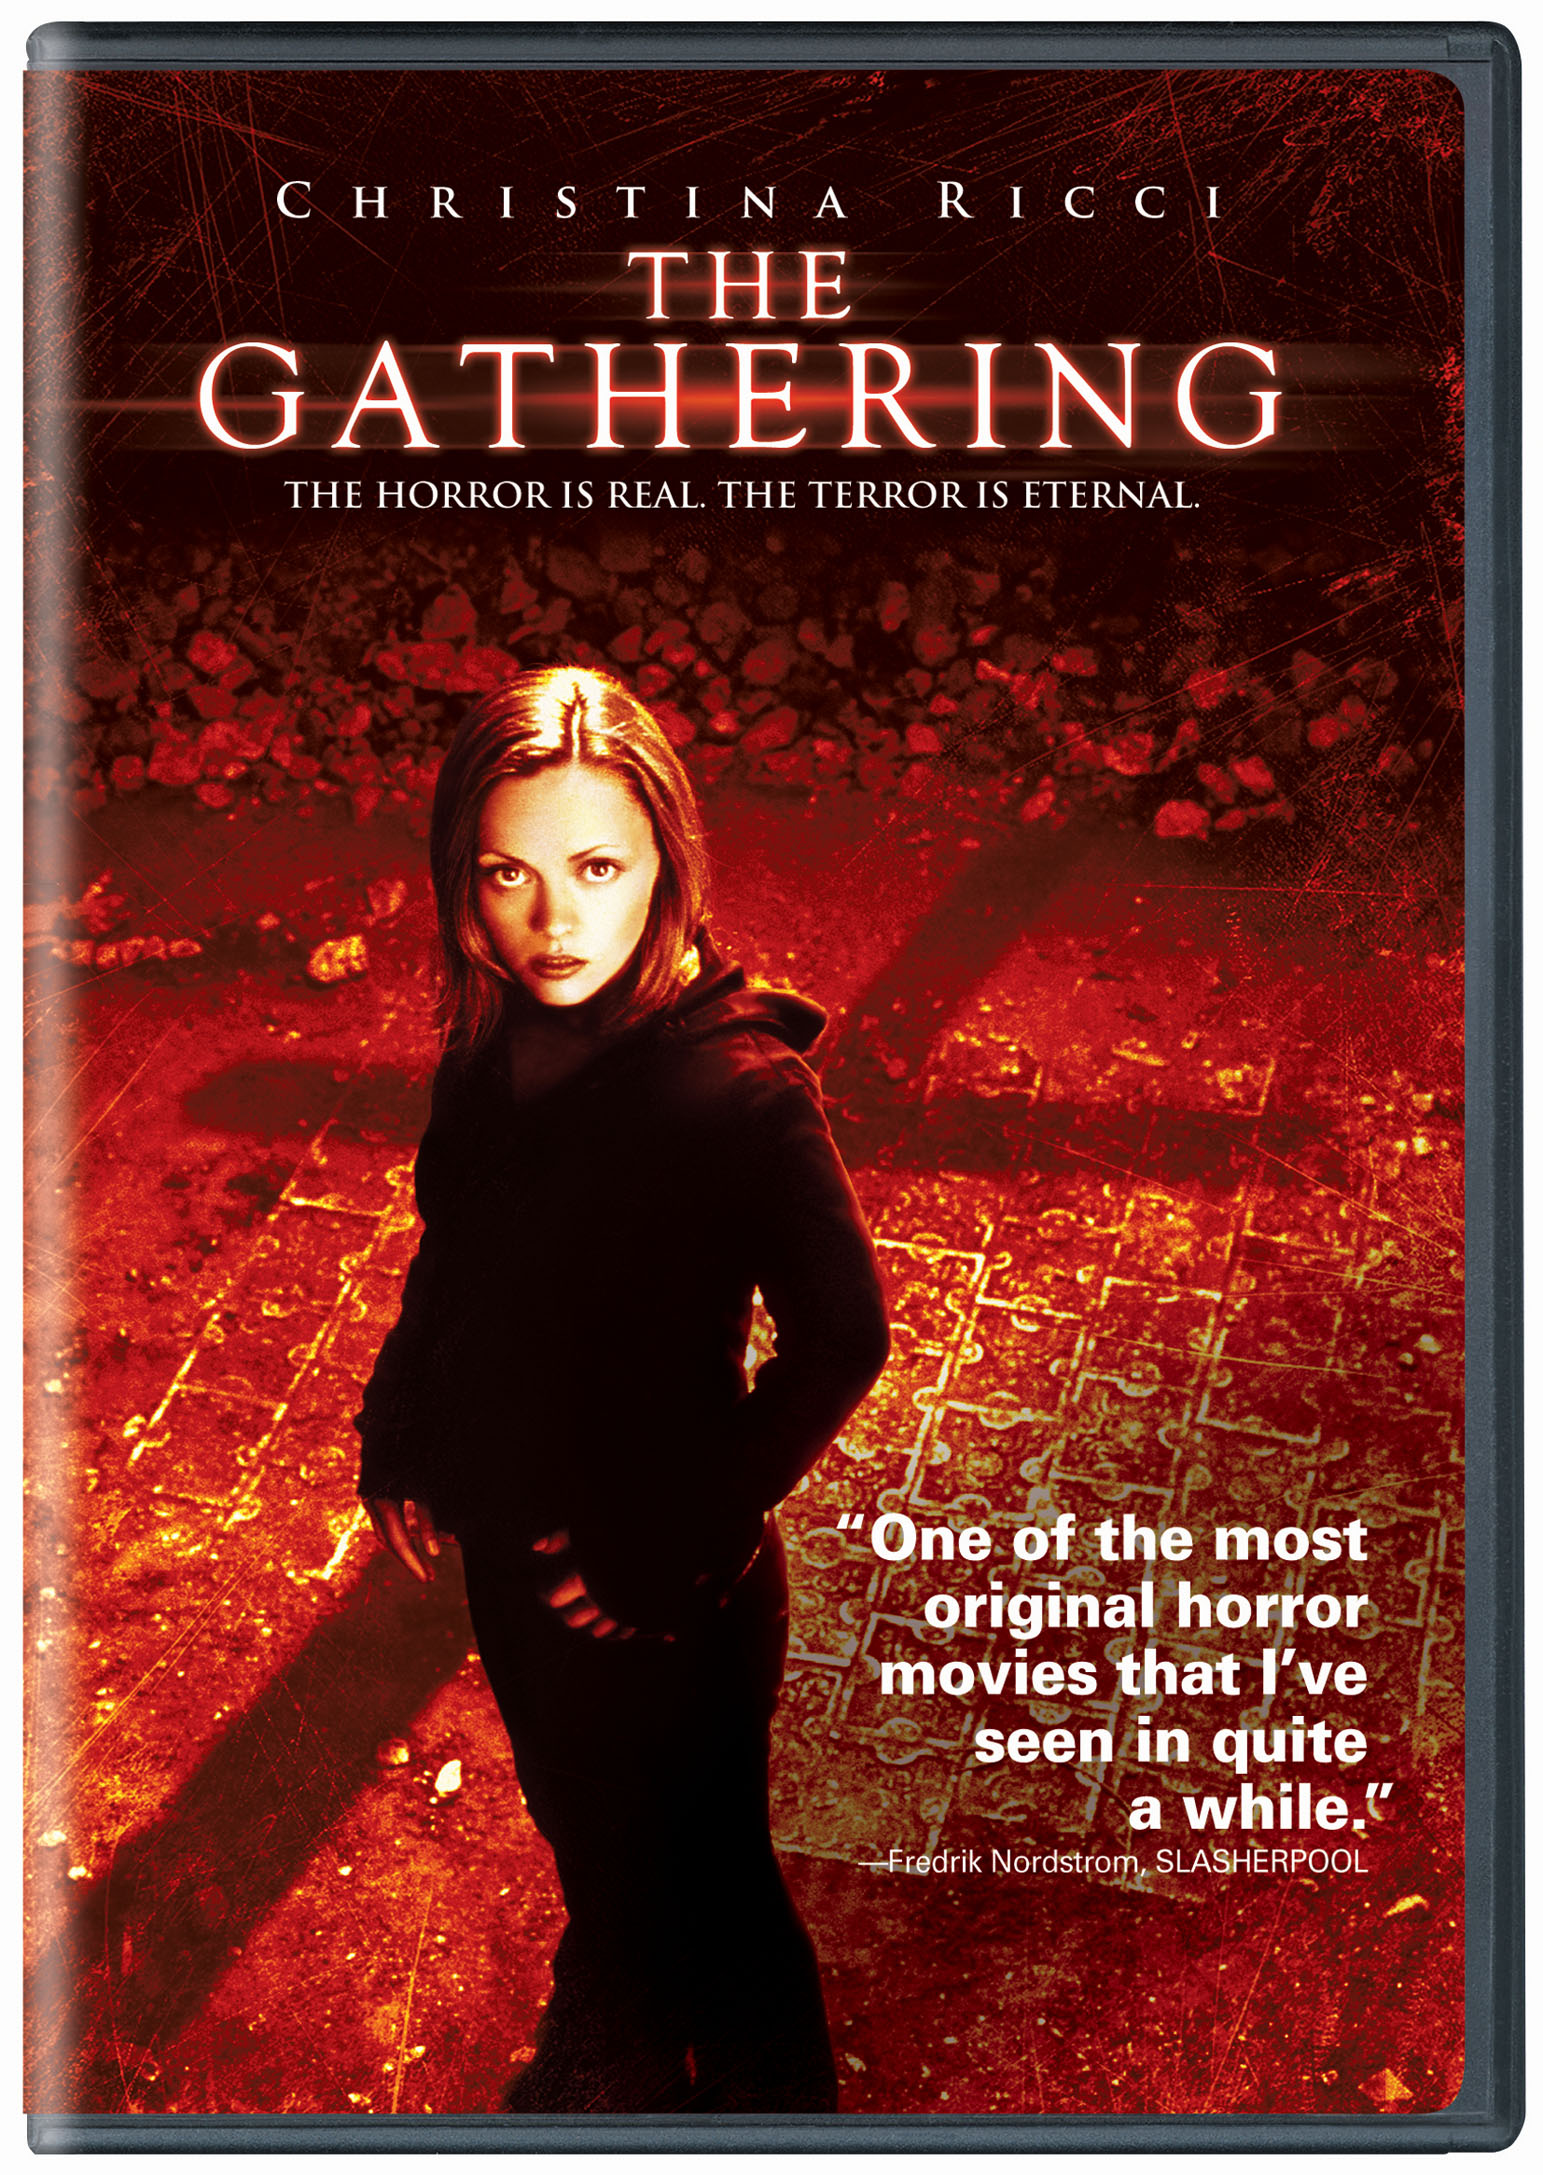 CHRISTINA RICCI
THE
GATHERING
THE HORROR IS REAL. THE TERROR IS ETERNAL.
“One of the most
original horror
movies that I’ve
seen in quite
a while.”
—Fredrik Nordstrom, SLASHERPOOL